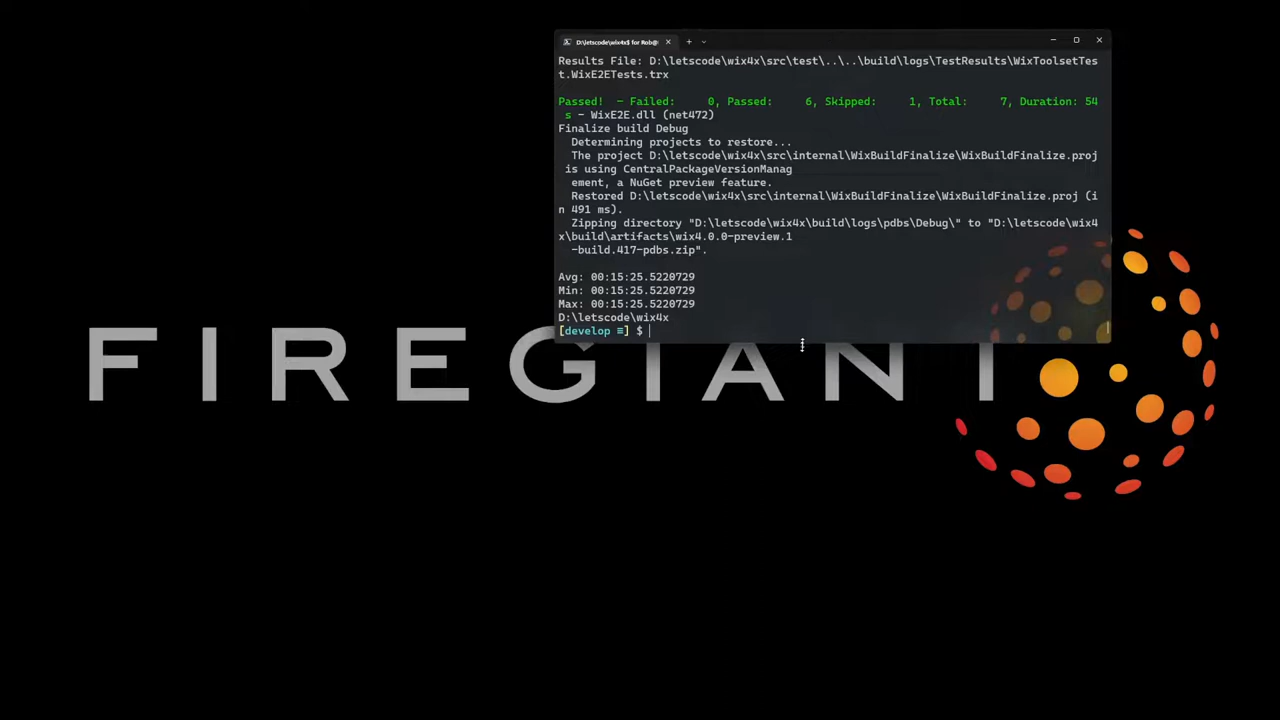 D:\letscode\wix4x$ for Rob@
Results File: D:\letscode\wix4x\src\test\..\..\build\logs\TestResults\WixToolsetTes
t.WixE2ETests.trx
Passed!  - Failed:     0, Passed:     6, Skipped:     1, Total:     7, Duration: 54
 s - WixE2E.dll (net472)
Finalize build Debug
  Determining projects to restore...
  The project D:\letscode\wix4x\src\internal\WixBuildFinalize\WixBuildFinalize.proj
 is using CentralPackageVersionManag
  ement, a NuGet preview feature.
  Restored D:\letscode\wix4x\src\internal\WixBuildFinalize\WixBuildFinalize.proj (i
n 491 ms).
  Zipping directory "D:\letscode\wix4x\build\logs\pdbs\Debug\" to "D:\letscode\wix4
x\build\artifacts\wix4.0.0-preview.1
  -build.417-pdbs.zip".
Avg: 00:15:25.5220729
Min: 00:15:25.5220729
Max: 00:15:25.5220729
D:\letscode\wix4x
[develop ≡] $
FIREGIANT